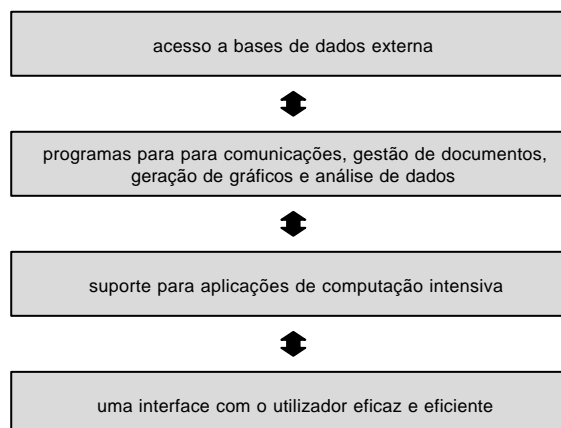 acesso a bases de dados externa
programas para para comunicações, gestão de documentos,
geração de gráficos e análise de dados
suporte para aplicações de computação intensiva
uma interface com o utilizador eficaz e eficiente